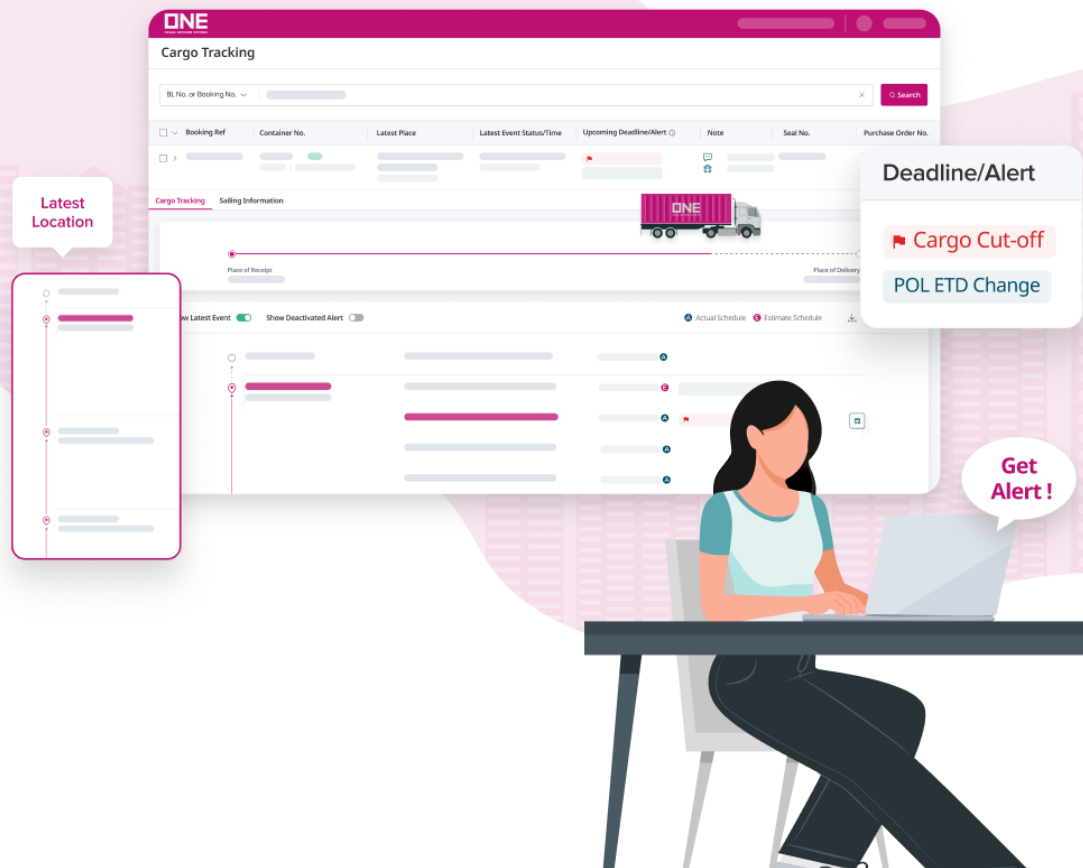 ONE
OCEAN NETWORK EXPRESS
Cargo Tracking
BL No. or Booking No.
Search
Booking Ref
Container No.
Latest Place
Latest Event Status/Time
Upcoming Deadline/Alert
Note
Seal No.
Purchase Order No.
Deadline/Alert
Cargo Cut-off
POL ETD Change
Latest
Location
Cargo Tracking
Sailing Information
ONE
Place of Receipt
Place of Delivery
Latest Event
Show Deactivated Alert
A Actual Schedule
E Estimate Schedule
A
E
A
A
A
Get
Alert !